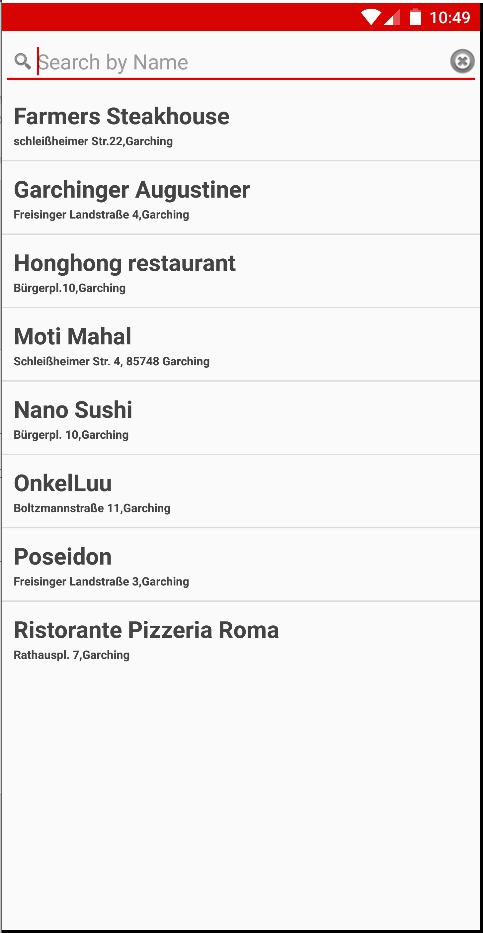 10:49
Search by Name
Farmers Steakhouse
schleißheimer Str.22,Garching
Garchinger Augustiner
Freisinger Landstraße 4,Garching
Honghong restaurant
Bürgerpl.10,Garching
Moti Mahal
Schleißheimer Str. 4, 85748 Garching
Nano Sushi
Bürgerpl. 10,Garching
OnkelLuu
Boltzmannstraße 11,Garching
Poseidon
Freisinger Landstraße 3,Garching
Ristorante Pizzeria Roma
Rathauspl. 7,Garching